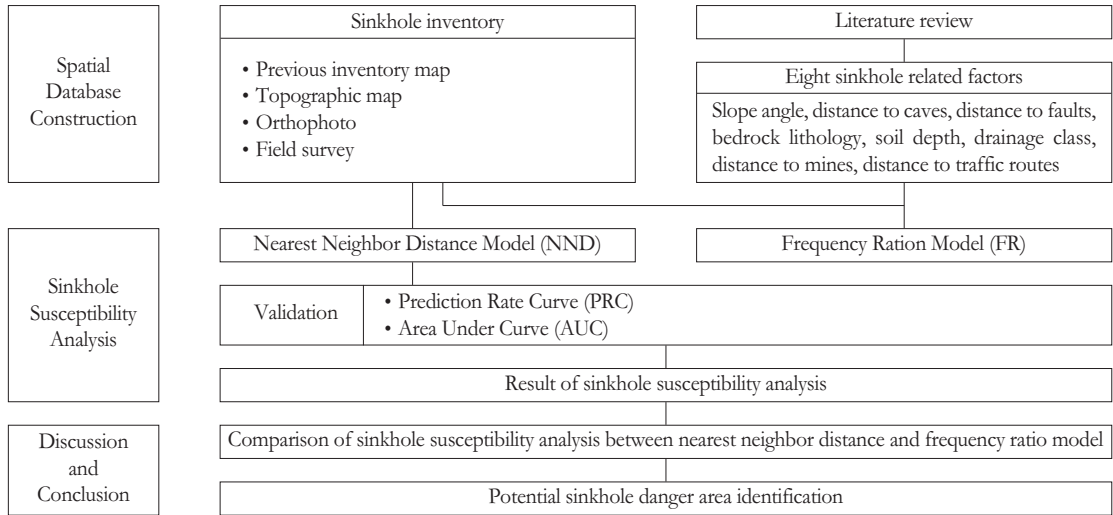 Spatial
Database
Construction
Sinkhole inventory
• Previous inventory map
• Topographic map
• Orthophoto
• Field survey
Literature review
Eight sinkhole related factors
Slope angle, distance to caves, distance to faults,
bedrock lithology, soil depth, drainage class,
distance to mines, distance to traffic routes
Sinkhole
Susceptibility
Analysis
Nearest Neighbor Distance Model (NND)
Frequency Ration Model (FR)
Validation
• Prediction Rate Curve (PRC)
• Area Under Curve (AUC)
Result of sinkhole susceptibility analysis
Discussion
and
Conclusion
Comparison of sinkhole susceptibility analysis between nearest neighbor distance and frequency ratio model
Potential sinkhole danger area identification